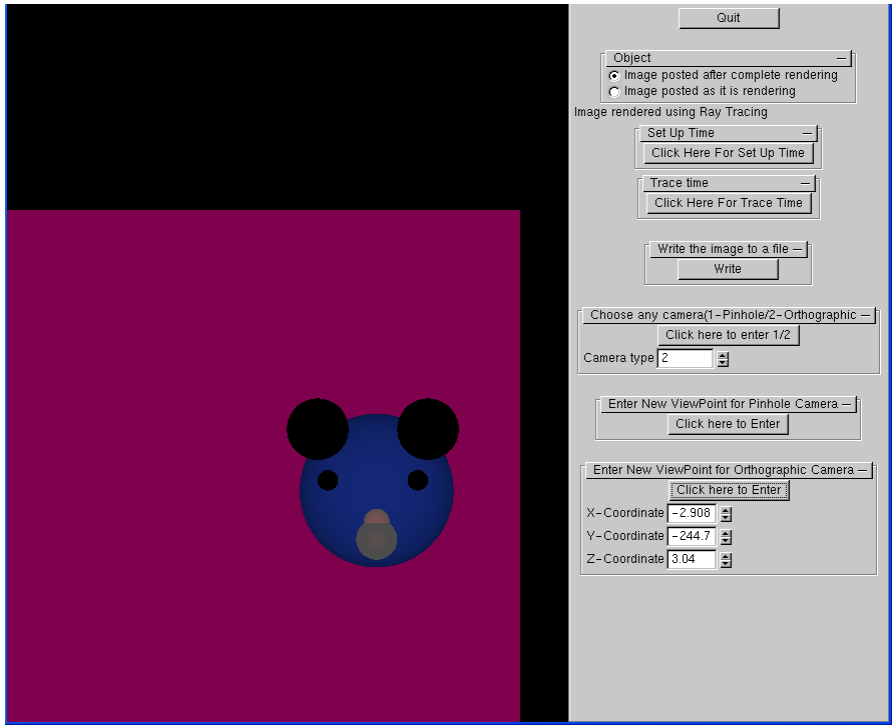 Quit
Object
Image posted after complete rendering
Image posted as it is rendering
Image rendered using Ray Tracing
Set Up Time
Click Here For Set Up Time
Trace time
Click Here For Trace Time
Write the image to a file
Write
Choose any camera(1-Pinhole/2-Orthographic
Click here to enter 1/2
Camera type 2
Enter New ViewPoint for Pinhole Camera
Click here to Enter
Enter New ViewPoint for Orthographic Camera
Click here to Enter
X-Coordinate -2.908
Y-Coordinate -244.7
Z-Coordinate 3.04